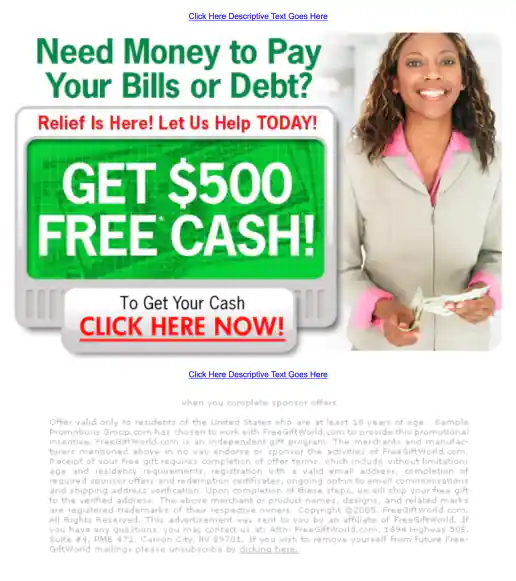 Click Here Descriptive Text Goes Here
Need Money to Pay
Your Bills or Debt?
Relief Is Here! Let Us Help TODAY!
GET $500
FREE* CASH!
To Get Your Cash
CLICK HERE NOW!
Click Here Descriptive Text Goes Here
when you complete sponsor offers
Offer valid only to residents of the United States who are at least 18 years of age. Sample
Promotions Group.com has chosen to work with FreeGiftWorld.com to provide this promotional
incentive. FreeGiftWorld.com is an independent gift program. The merchants and manufac-
turers mentioned above in no way endorse or sponsor the activities of FreeGiftWorld.com.
Receipt of your free gift requires completion of offer terms, which include without limitation:
age and residency requirements, registration with a valid email address, completion of
required sponsor offers and redemption certificates, ongoing opt-in to email communications
and shipping address verification. Upon completion of these steps, we will ship your free gift
to the verified address. The above merchant or product names, designs, and related marks
are registered trademarks of their respective owners. Copyright ©2005. FreeGiftWorld.com.
All Rights Reserved. This advertisement was sent to you by an affiliate of FreeGiftWorld. If
you have any questions, you may contact us at: Attn: FreeGiftWorld.com, 1894 Highway 50E,
Suite #4, PMB 472, Carson City, NV 89701. If you wish to remove yourself from future Free-
GiftWorld mailings please unsubscribe by clicking here.